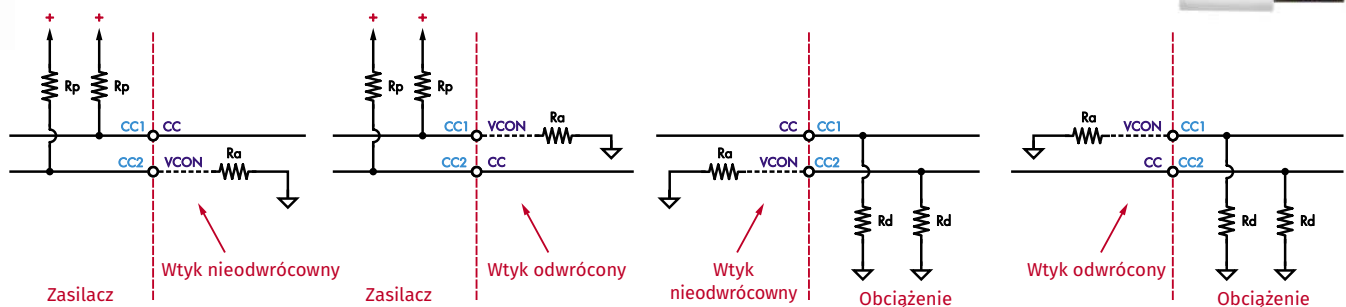 + +
Rp Rp
CC1 CC
CC2 VCON Ra
Wtyk nieodwrócowny
Zasilacz
+ +
Rp Rp
CC1 VCON Ra
CC2 CC
Wtyk odwrócony
Zasilacz
CC CC1
Ra VCON CC2
Rd Rd
Wtyk
nieodwrócowny
Obciążenie
Ra VCON CC1
CC CC2
Rd Rd
Wtyk odwrócony
Obciążenie